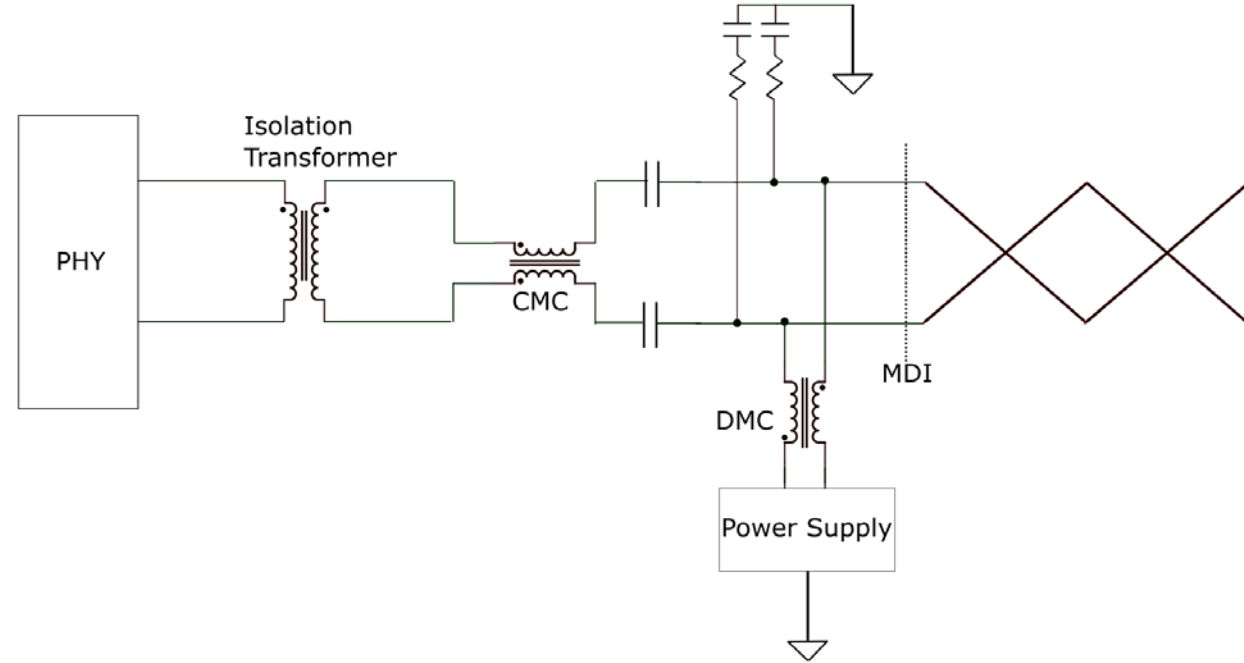 Isolation
Transformer
PHY
CMC
MDI
DMC
Power Supply